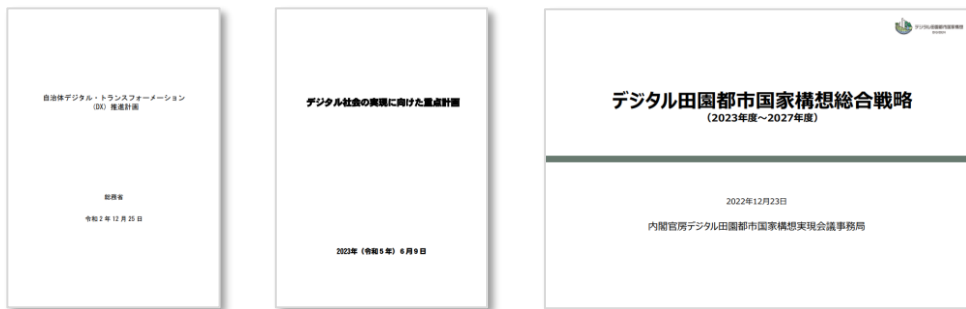 自治体デジタル・トランスフォーメーション
（DX）推進計画
総務省
令和２年12月25日
デジタル社会の実現に向けた重点計画
2023年（令和５年）６月９日
デジタル田園都市国家構想総合戦略
（2023年度～2027年度）
2022年12月23日
内閣官房デジタル田園都市国家構想実現会議事務局